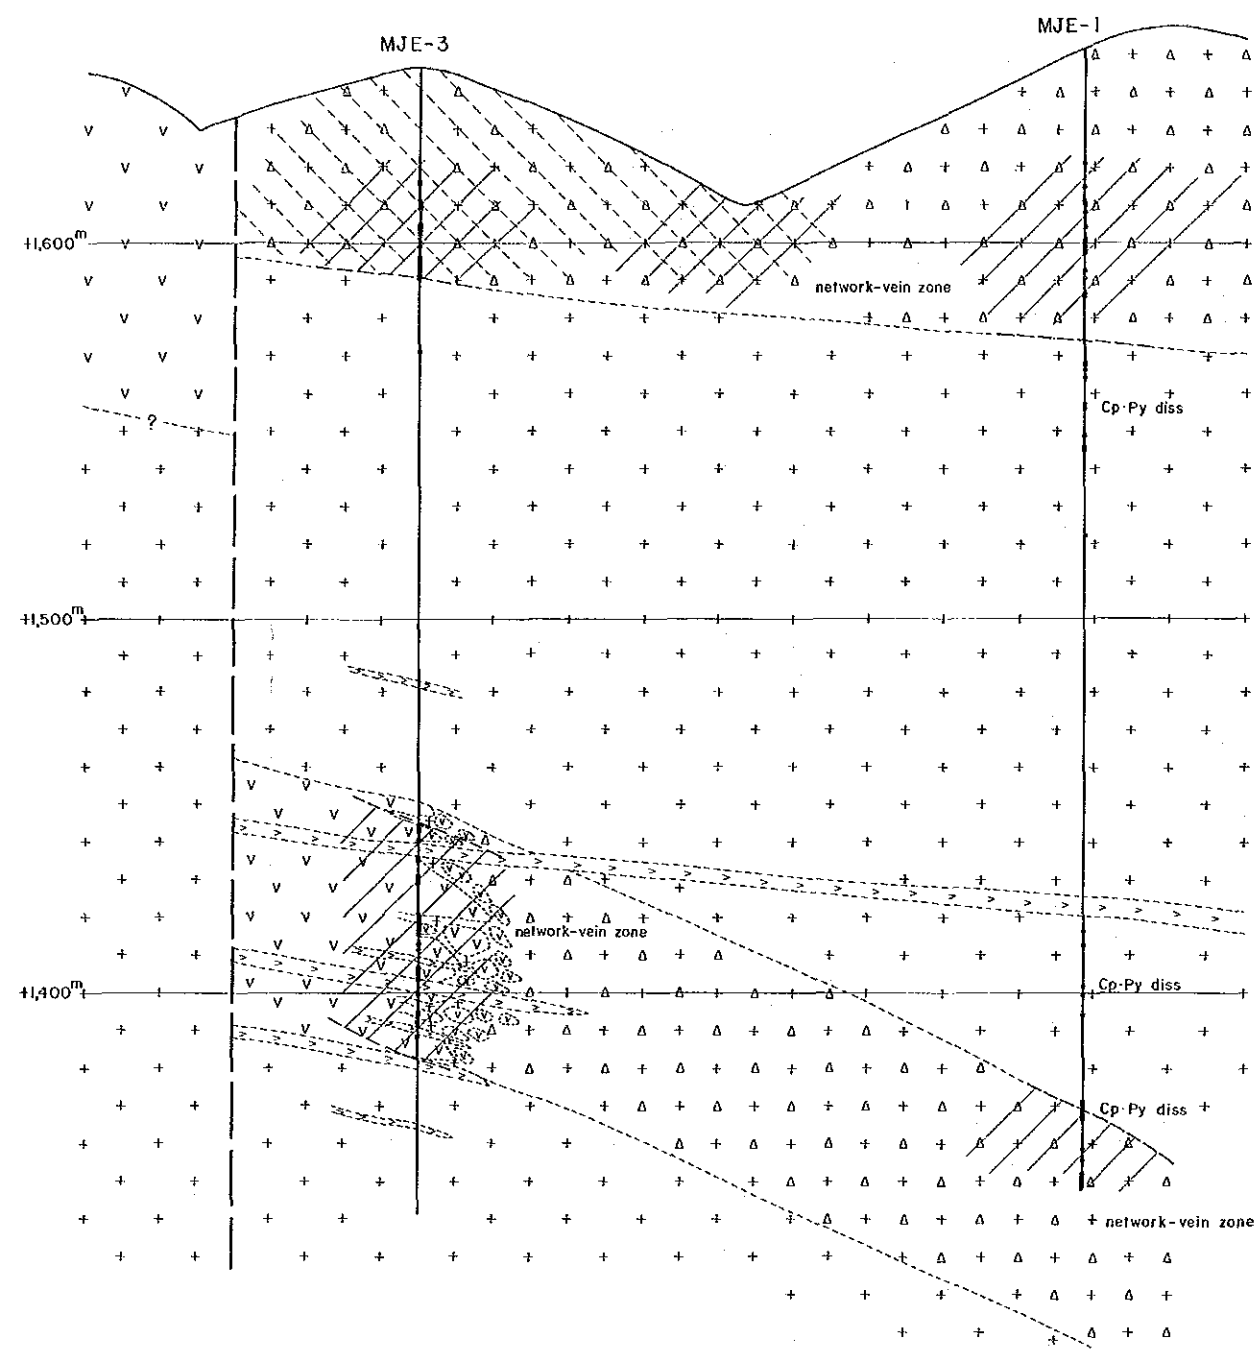 MJE-1
MJE-3
+1,600m
network-vein zone
Cp·Py diss
?
+1,500m
network-vein zone
+1,400m
Cp·Py diss
Cp·Py diss
network-vein zone